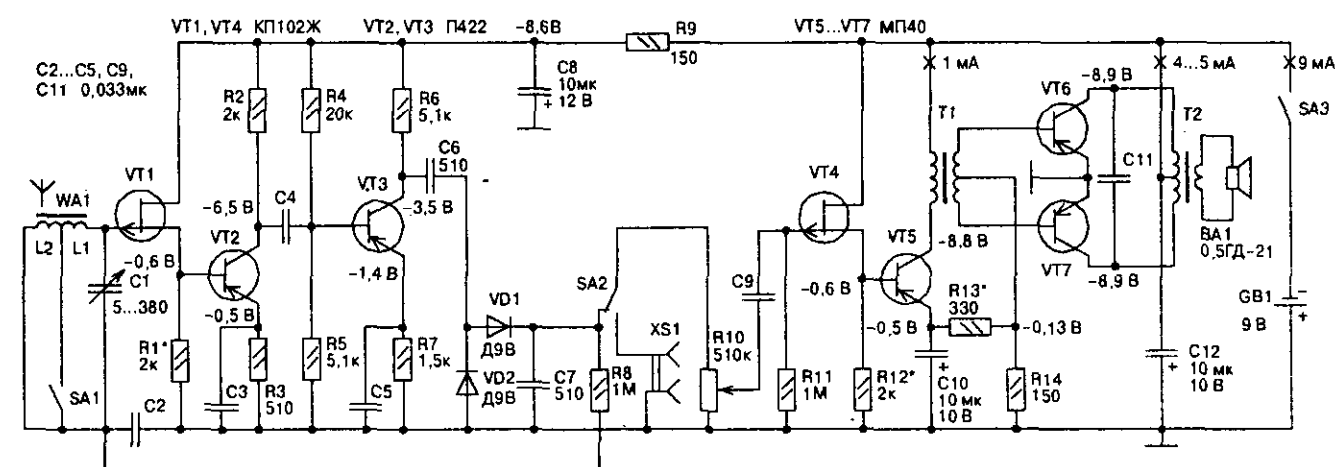 VT1, VT4 КП102Ж
VT2, VT3 П422
−8,6В
R9
150
VT5...VT7 МП40
C2...C5, C9,
C11 0,033мк
C8
10мк
+ 12 В
1 мА
4...5 мА
9 мА
R2
2к
R4
20к
R6
5,1к
C6
510
−8,9 В
VT6
T1
T2
SA3
WA1
VT1
C4
VT3
VT4
C11
L2
L1
−6,5 В
−3,5 В
−0,6 В
VT2
C1
5...380
−1,4 В
SA2
C9
−0,6 В
VT5
−8,8 В
VT7
−8,9 В
BA1
0,5ГД-21
−0,5 В
VD1
Д9В
XS1
R10
510к
−0,5 В
R13*
330
−0,13 В
GB1
9 В
−
+
R1*
2к
SA1
C2
C3
R3
510
R5
5,1к
C5
R7
1,5к
VD2
Д9В
C7
510
R8
1М
R11
1М
R12*
2к
+
C10
10 мк
10 В
R14
150
+
C12
10 мк
10 В